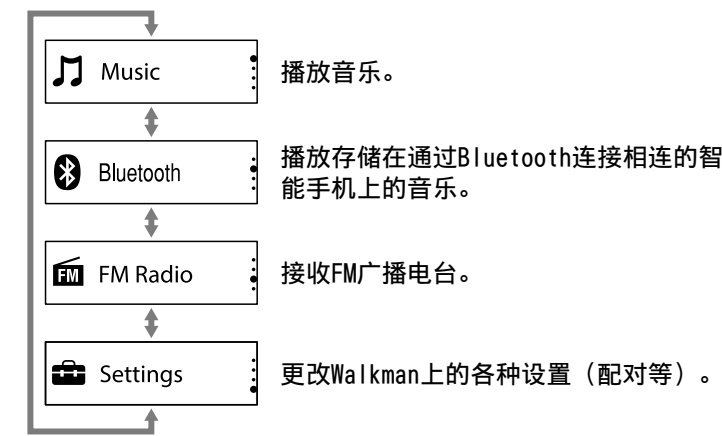 Music
播放音乐。
Bluetooth
播放存储在通过Bluetooth连接相连的智
能手机上的音乐。
FM
FM Radio
接收FM广播电台。
Settings
更改Walkman上的各种设置（配对等）。